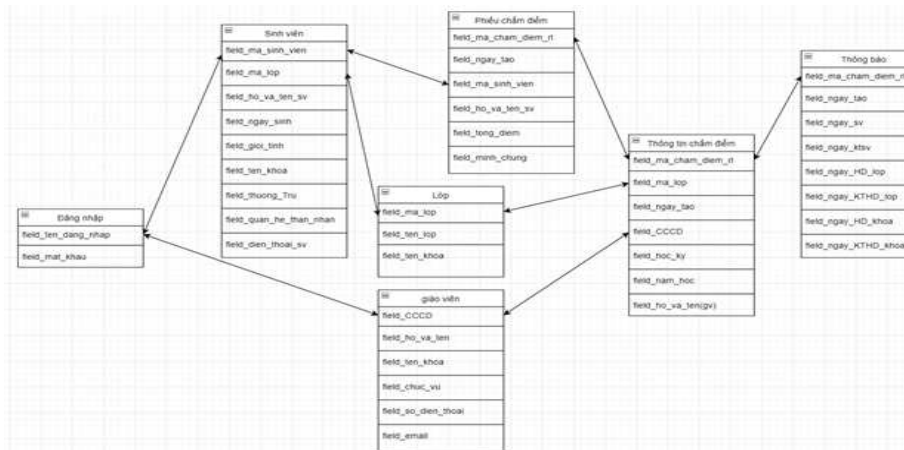 Đăng nhập
field_ten_dang_nhap
field_mat_khau
Sinh viên
field_ma_sinh_vien
field_ma_lop
field_ho_va_ten_sv
field_ngay_sinh
field_gioi_tinh
field_ten_khoa
field_thuong_Tru
field_quan_he_than_nhan
field_dien_thoai_sv
Phiếu chấm điểm
field_ma_cham_diem_rl
field_ngay_tao
field_ma_sinh_vien
field_ho_va_ten_sv
field_tong_diem
field_minh_chung
Lớp
field_ma_lop
field_ten_lop
field_ten_khoa
giáo viên
field_CCCD
field_ho_va_ten
field_ten_khoa
field_chuc_vu
field_so_dien_thoai
field_email
Thông tin chấm điểm
field_ma_cham_diem_rl
field_ma_lop
field_ngay_tao
field_CCCD
field_hoc_ky
field_nam_hoc
field_ho_va_ten(gv)
Thông báo
field_ma_cham_diem_rl
field_ngay_tao
field_ngay_sv
field_ngay_ktsv
field_ngay_HD_lop
field_ngay_KTHD_lop
field_ngay_HD_khoa
field_ngay_KTHD_khoa